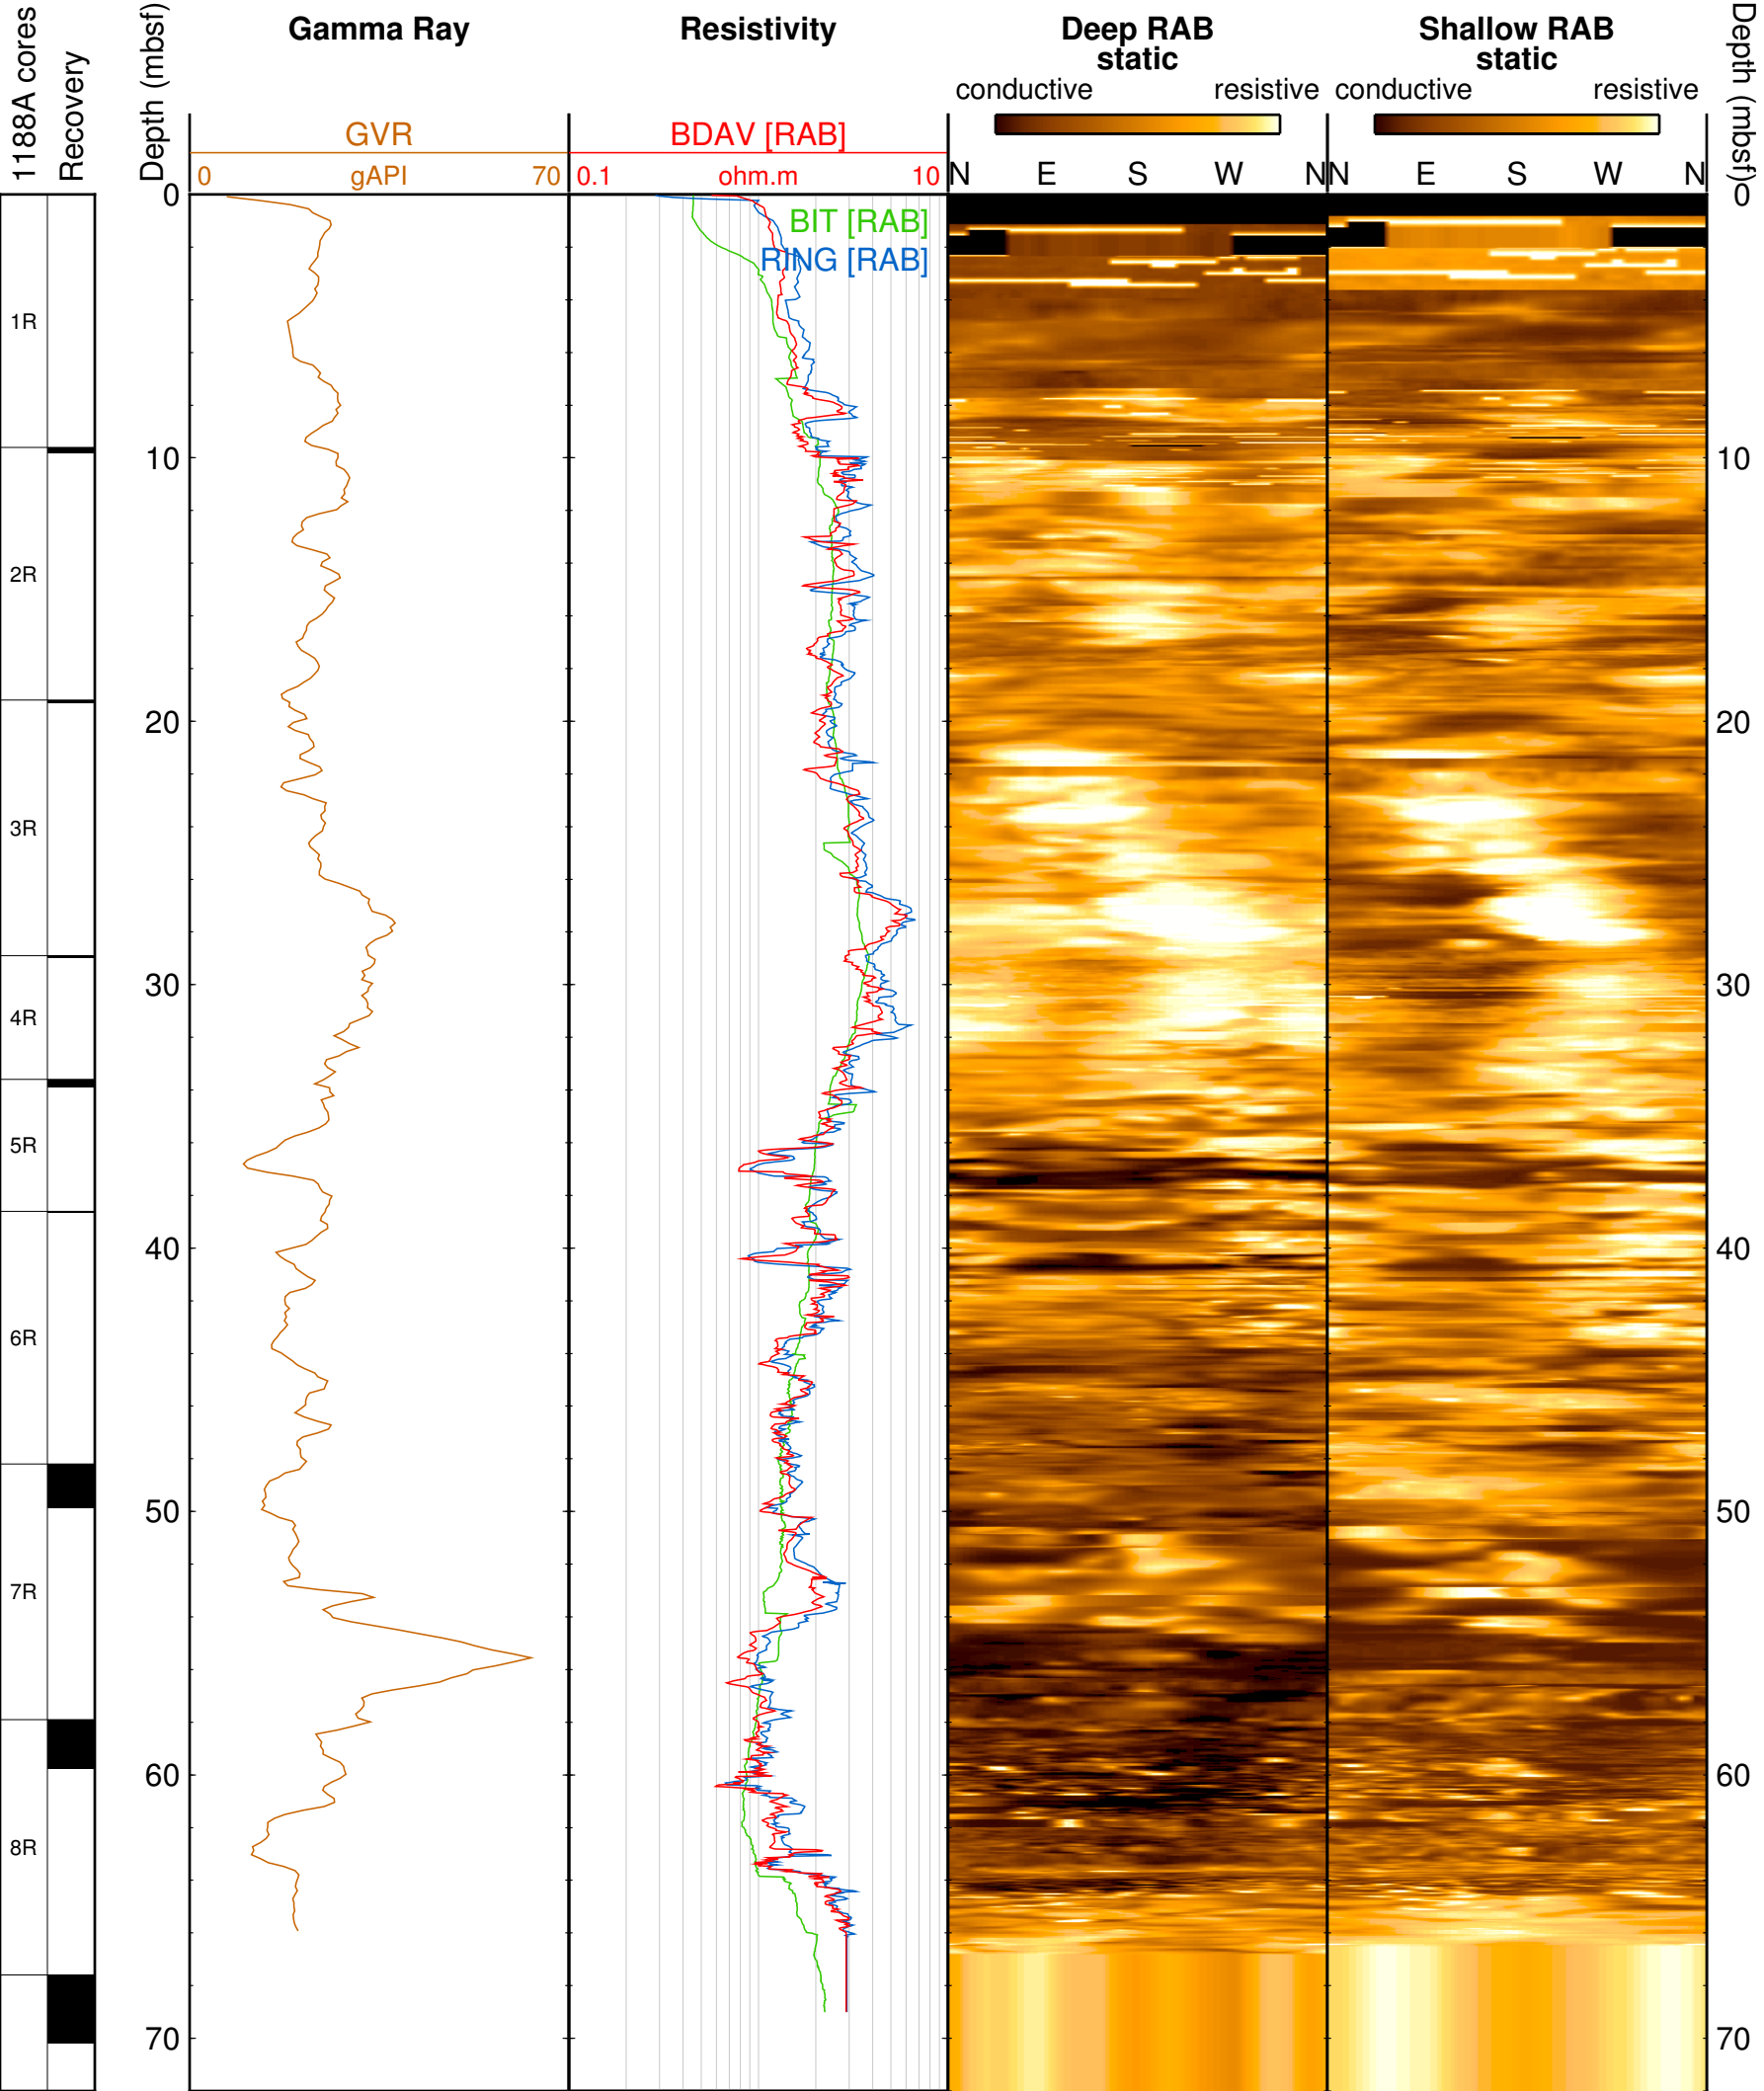 1188A cores
Recovery
Depth (mbsf)
Gamma Ray
Resistivity
Deep RAB
static
Shallow RAB
static
Depth (mbsf)
conductive resistive
conductive resistive
GVR
BDAV [RAB]
0 gAPI 70
0.1 ohm.m 10
N E S W N
N E S W N
BIT [RAB]
RING [RAB]
0
10
20
30
40
50
60
70
0
10
20
30
40
50
60
70
1R
2R
3R
4R
5R
6R
7R
8R